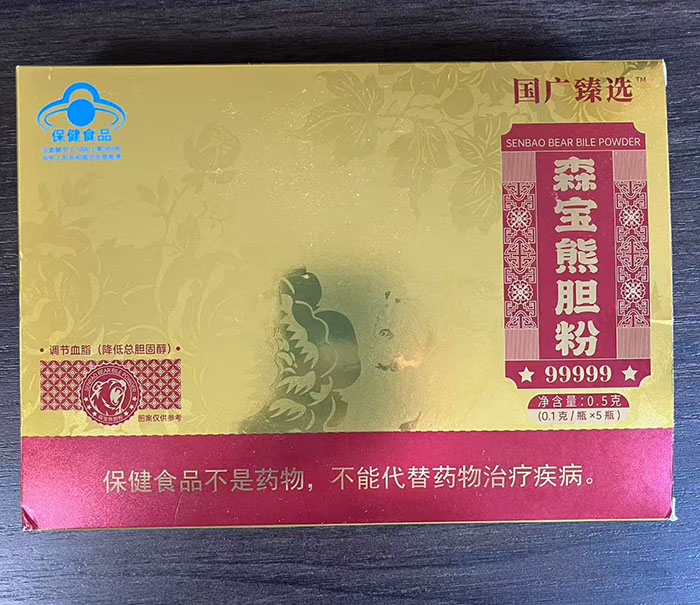 保健食品
国广臻选™
SENBAO BEAR BILE POWDER
森宝熊胆粉
99999
净含量:0.5克
(0.1克/瓶×5瓶)
·调节血脂(降低总胆固醇)
图案仅供参考
保健食品不是药物,不能代替药物治疗疾病。